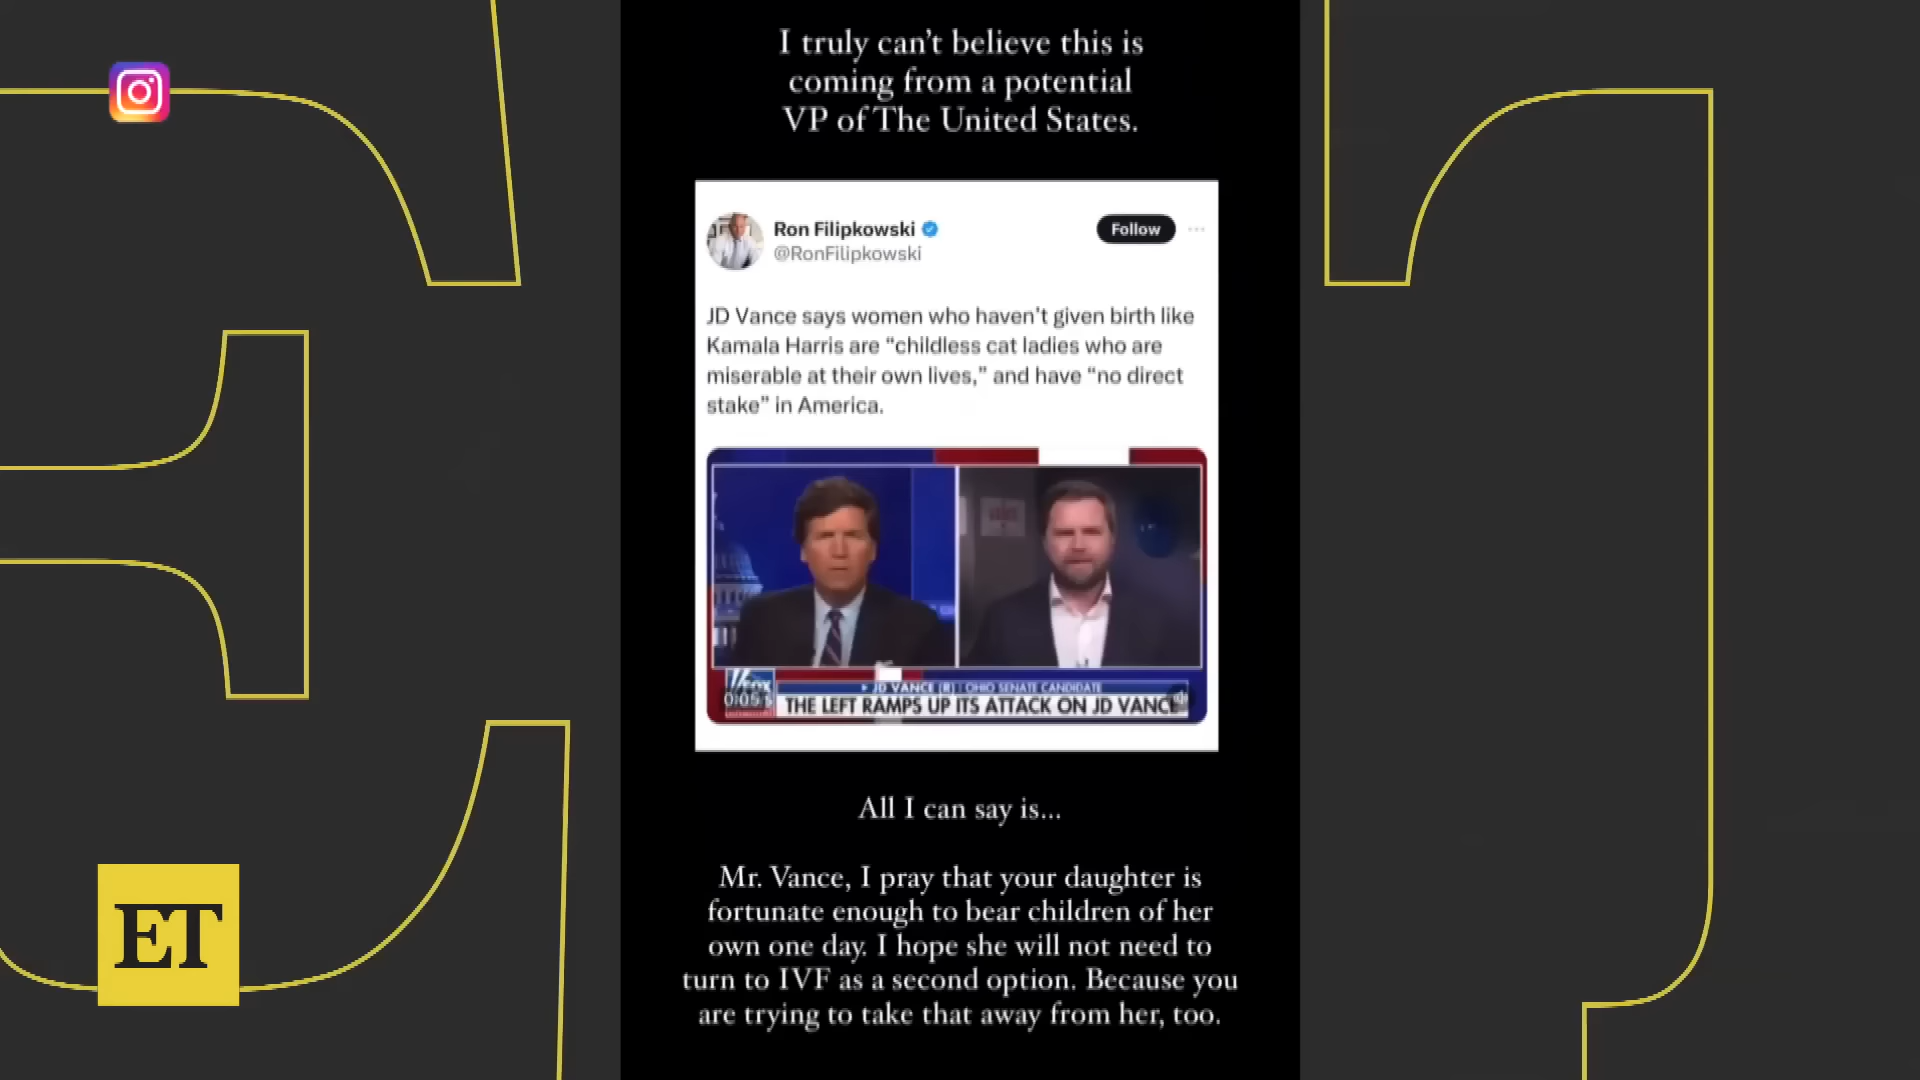 I truly can't believe this is
coming from a potential
VP of The United States.
Ron Filipkowski
@RonFilipkowski
Follow
JD Vance says women who haven't given birth like
Kamala Harris are "childless cat ladies who are
miserable at their own lives," and have "no direct
stake" in America.
FOX
0:05
JD VANCE (R) | OHIO SENATE CANDIDATE
THE LEFT RAMPS UP ITS ATTACK ON JD VANCE
All I can say is...
Mr. Vance, I pray that your daughter is
fortunate enough to bear children of her
own one day. I hope she will not need to
turn to IVF as a second option. Because you
are trying to take that away from her, too.
ET